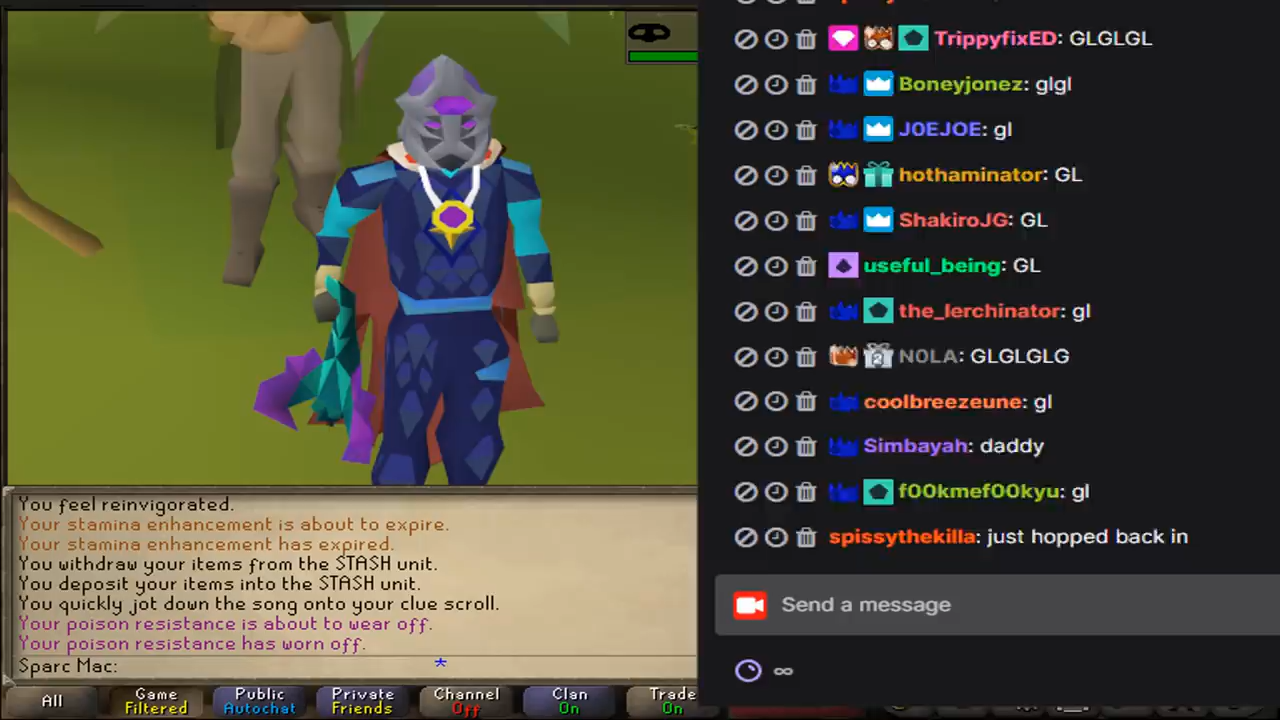 TrippyfixED: GLGLGL
Boneyjonez: glgl
J0EJOE: gl
hothaminator: GL
ShakiroJG: GL
useful_being: GL
the_lerchinator: gl
N0LA: GLGLGLG
coolbreezeune: gl
Simbayah: daddy
f00kmef00kyu: gl
spissythekilla: just hopped back in
Send a message
∞
You feel reinvigorated.
Your stamina enhancement is about to expire.
Your stamina enhancement has expired.
You withdraw your items from the STASH unit.
You deposit your items into the STASH unit.
You quickly jot down the song onto your clue scroll.
Your poison resistance is about to wear off.
Your poison resistance has worn off.
Sparc Mac: *
All
Game
Filtered
Public
Autochat
Private
Friends
Channel
Off
Clan
On
Trade
On